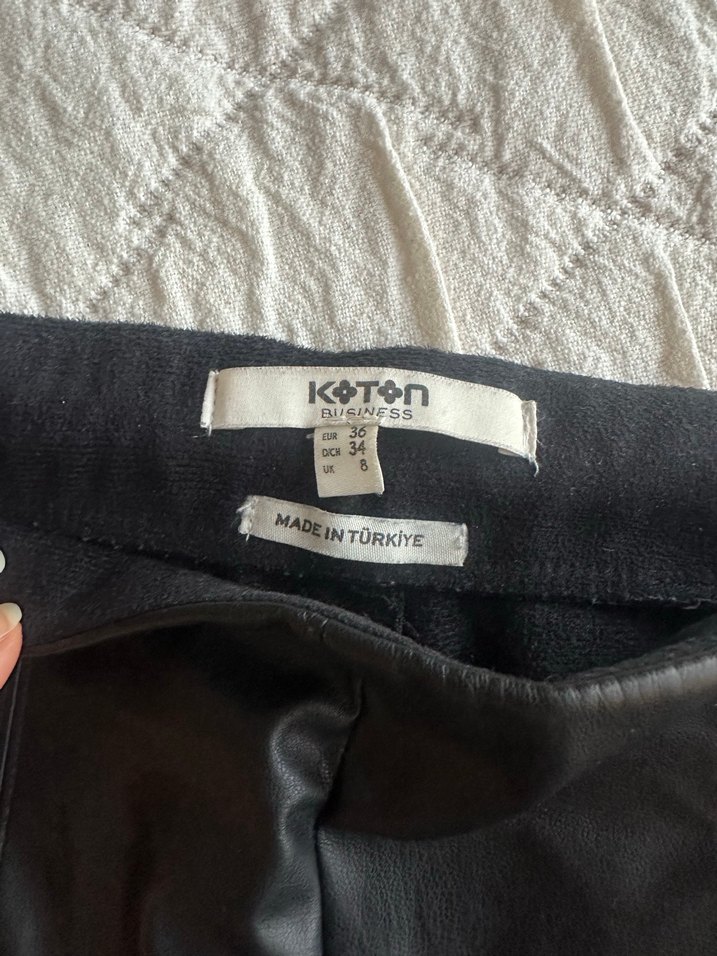 KOTON
BUSINESS
EUR 36
D/CH 34
UK 8
MADE IN TÜRKİYE